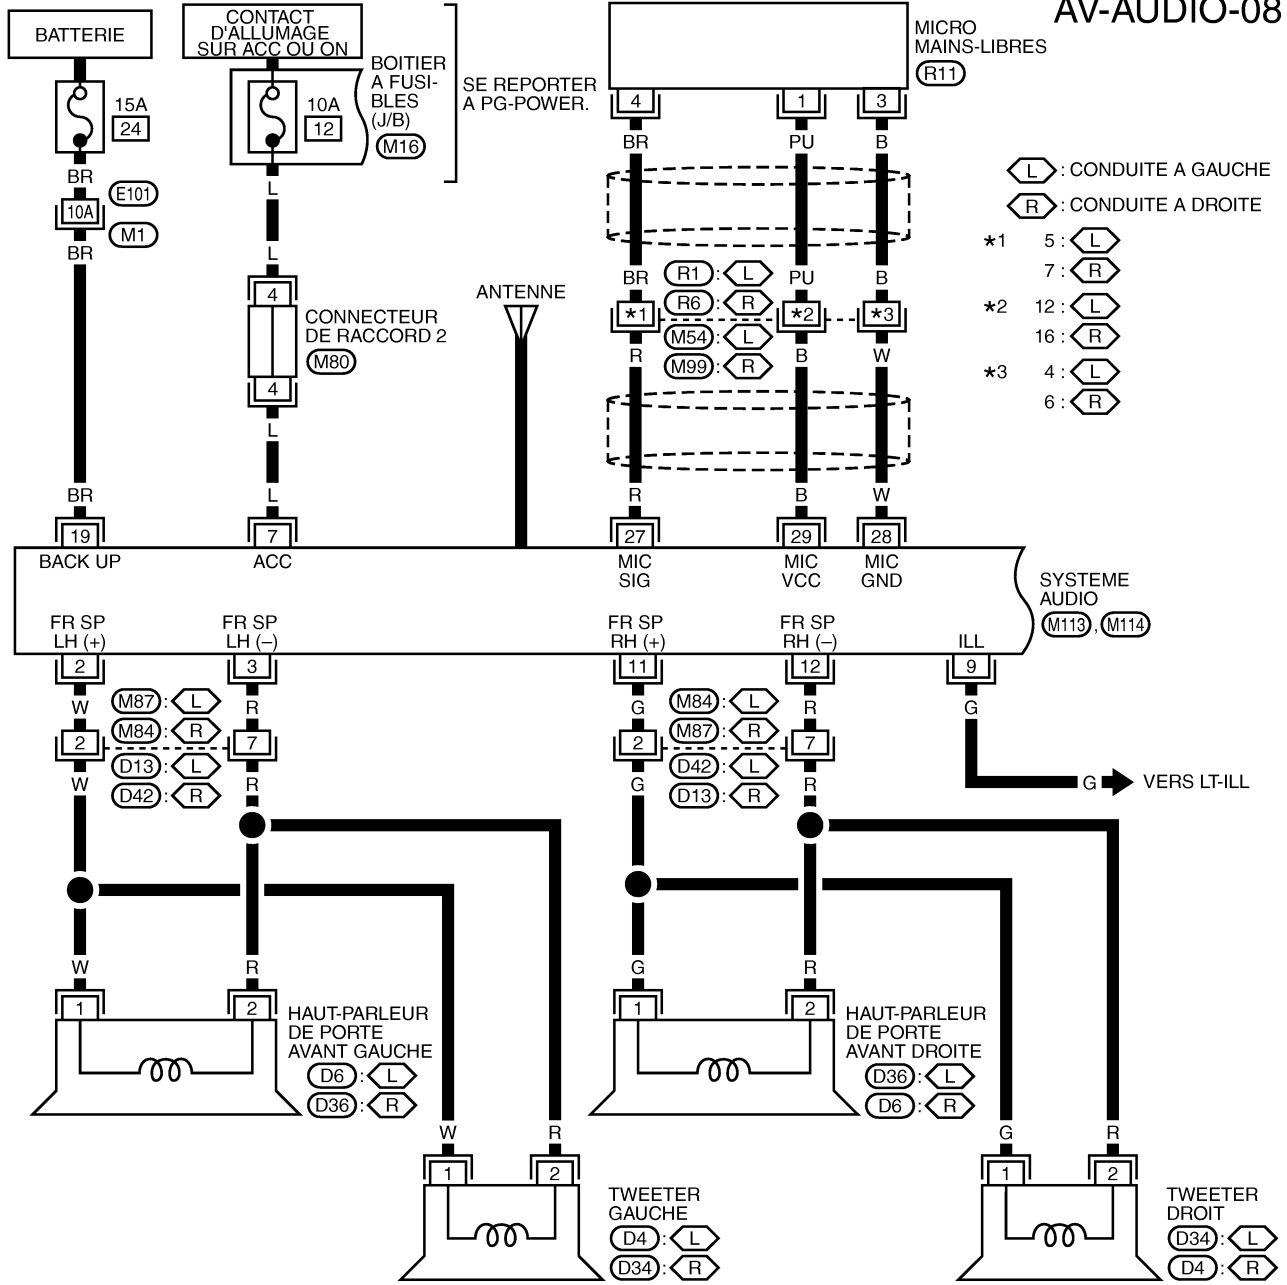 AV-AUDIO-08
BATTERIE
CONTACT
D'ALLUMAGE
SUR ACC OU ON
15A
24
10A
12
BOITIER
A FUSI-
BLES
(J/B)
M16
SE REPORTER
A PG-POWER.
MICRO
MAINS-LIBRES
R11
4 1 3
BR PU B
BR
E101
10A
M1
BR
L
L
4
CONNECTEUR
DE RACCORD 2
M80
4
L
L
ANTENNE
L : CONDUITE A GAUCHE
R : CONDUITE A DROITE
*1 5 : L
7 : R
*2 12 : L
16 : R
*3 4 : L
6 : R
BR PU B
R1 : L
R6 : R
*1 *2 *3
M54 : L
M99 : R
R B W
BR
R B W
19 7 27 29 28
BACK UP
ACC
MIC
SIG
MIC
VCC
MIC
GND
SYSTEME
AUDIO
M113 , M114
FR SP
LH (+)
FR SP
LH (–)
FR SP
RH (+)
FR SP
RH (–)
ILL
2 3 11 12 9
W R G R G
M87 : L
M84 : R
2 7
D13 : L
D42 : R
W R
M84 : L
M87 : R
2 7
D42 : L
D13 : R
G R
G VERS LT-ILL
W R G R
1 2 1 2
HAUT-PARLEUR
DE PORTE
AVANT GAUCHE
D6 : L
D36 : R
HAUT-PARLEUR
DE PORTE
AVANT DROITE
D36 : L
D6 : R
W R G R
1 2 1 2
TWEETER
GAUCHE
D4 : L
D34 : R
TWEETER
DROIT
D34 : L
D4 : R